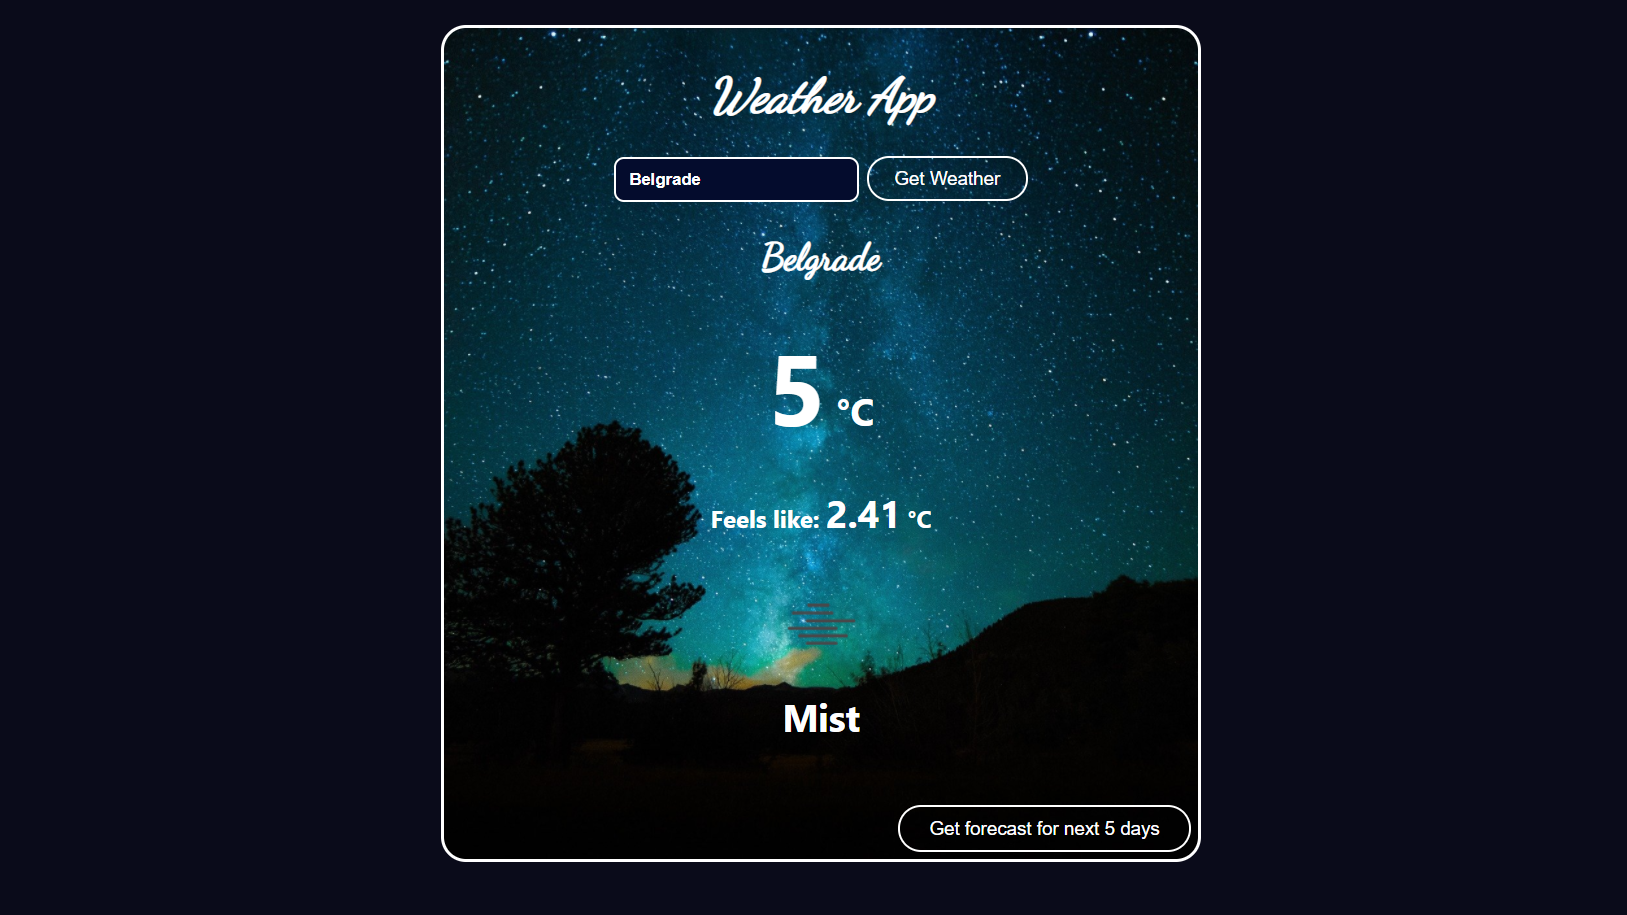 Weather App
Belgrade Get Weather
Belgrade
5 °C
Feels like: 2.41 °C
Mist
Get forecast for next 5 days